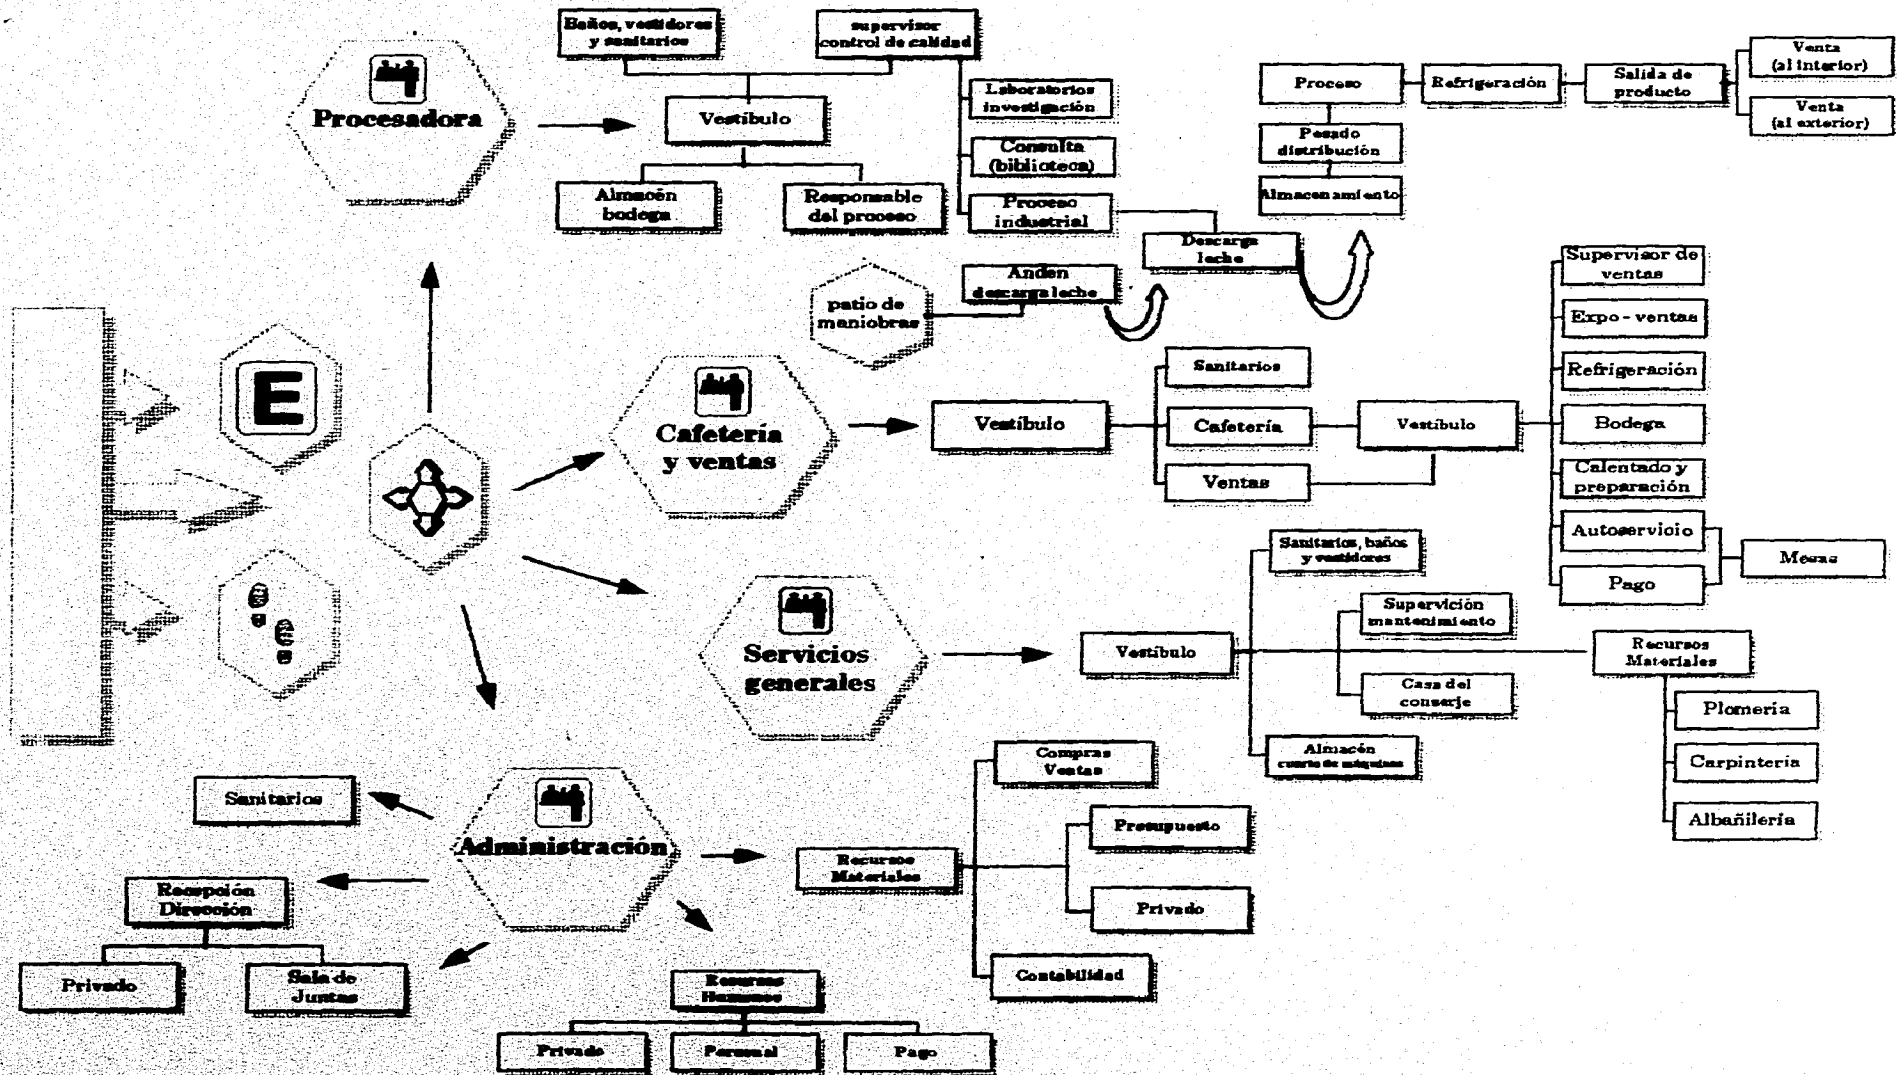 Baños, vestidores
y sanitarios
supervisor
control de calidad
Procesadora
Vestíbulo
Almacén
bodega
Responsable
del proceso
Laboratorios
investigación
Consulta
(biblioteca)
Proceso
industrial
Descarga
leche
Anden
descarga leche
patio de
maniobras
Proceso
Refrigeración
Salida de
producto
Venta
(al interior)
Venta
(al exterior)
Pesado
distribución
Almacenamiento
E
Cafetería
y ventas
Vestíbulo
Sanitarios
Cafetería
Ventas
Vestíbulo
Supervisor de
ventas
Expo - ventas
Refrigeración
Bodega
Calentado y
preparación
Autoservicio
Pago
Mesas
Servicios
generales
Vestíbulo
Sanitarios, baños
y vestidores
Supervición
mantenimiento
Casa del
conserje
Almacén
cuarto de máquinas
Recursos
Materiales
Plomería
Carpintería
Albañilería
Administración
Sanitarios
Recepción
Dirección
Privado
Sala de
Juntas
Recursos
Humanos
Privado
Personal
Pago
Recursos
Materiales
Compras
Ventas
Presupuesto
Privado
Contabilidad